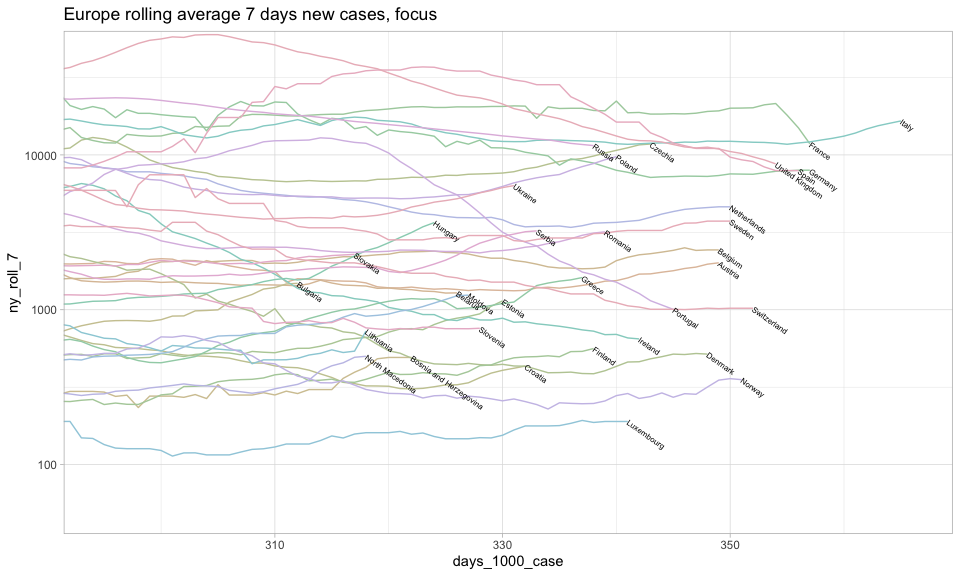 Europe rolling average 7 days new cases, focus
ny_roll_7
10000
1000
100
Italy
France
Czechia
Russia
Poland
Germany
Spain
United Kingdom
Ukraine
Netherlands
Sweden
Hungary
Serbia
Romania
Belgium
Slovakia
Austria
Greece
Bulgaria
Moldova
Belarus
Estonia
Portugal
Switzerland
Slovenia
Lithuania
Ireland
Finland
Denmark
North Macedonia
Bosnia and Herzegovina
Croatia
Norway
Luxembourg
310
330
350
days_1000_case